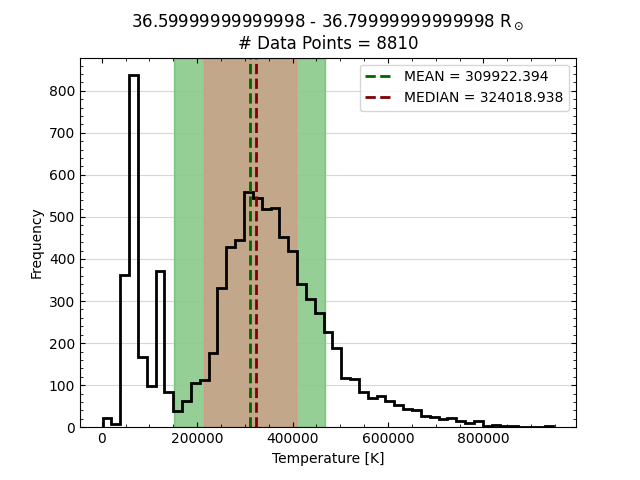 36.59999999999998 - 36.79999999999998 R⊙
# Data Points = 8810
MEAN = 309922.394
MEDIAN = 324018.938
Frequency
800
700
600
500
400
300
200
100
0
0 200000 400000 600000 800000
Temperature [K]